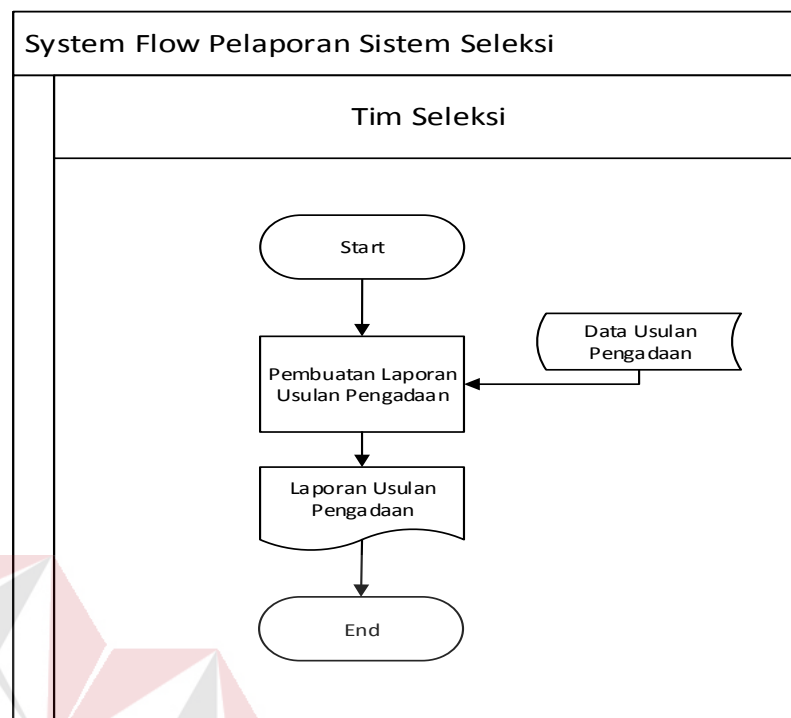 System Flow Pelaporan Sistem Seleksi
Tim Seleksi
Start
Data Usulan
Pengadaan
Pembuatan Laporan
Usulan Pengadaan
Laporan Usulan
Pengadaan
End